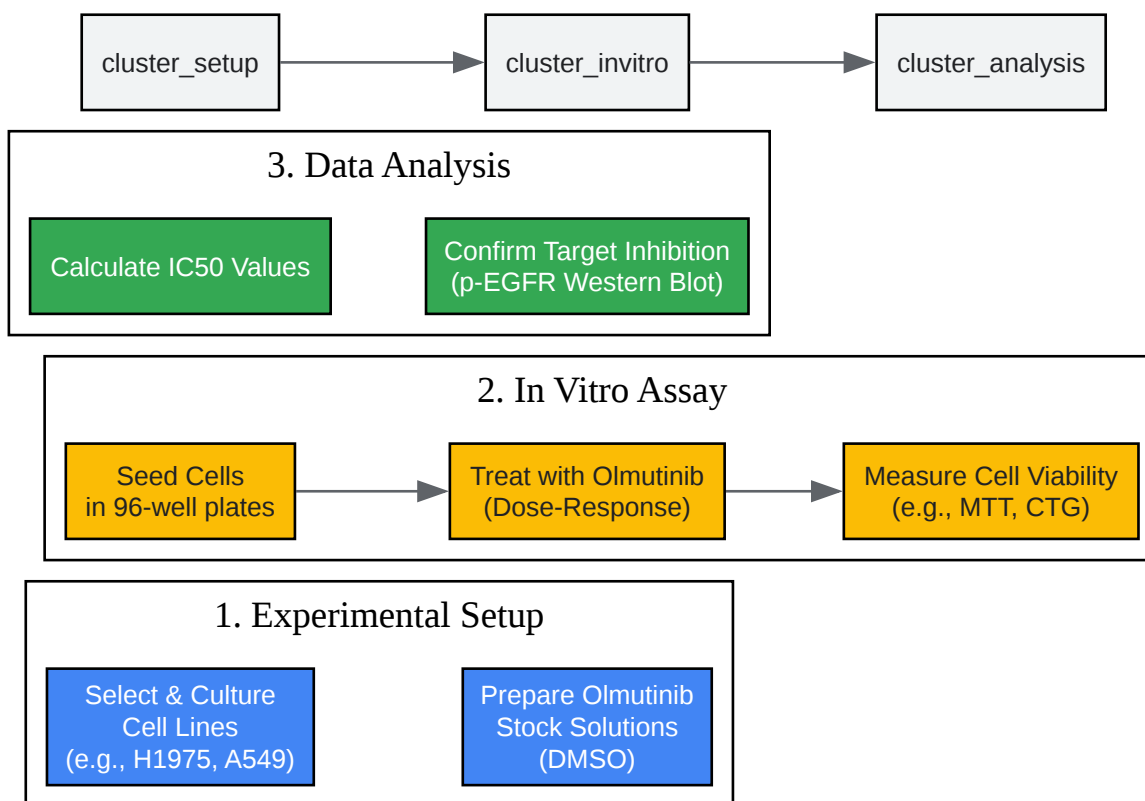 cluster_setup
cluster_invitro
cluster_analysis
3. Data Analysis
Calculate IC50 Values
Confirm Target Inhibition
(p-EGFR Western Blot)
2. In Vitro Assay
Seed Cells
in 96-well plates
Treat with Olmutinib
(Dose-Response)
Measure Cell Viability
(e.g., MTT, CTG)
1. Experimental Setup
Select & Culture
Cell Lines
(e.g., H1975, A549)
Prepare Olmutinib
Stock Solutions
(DMSO)